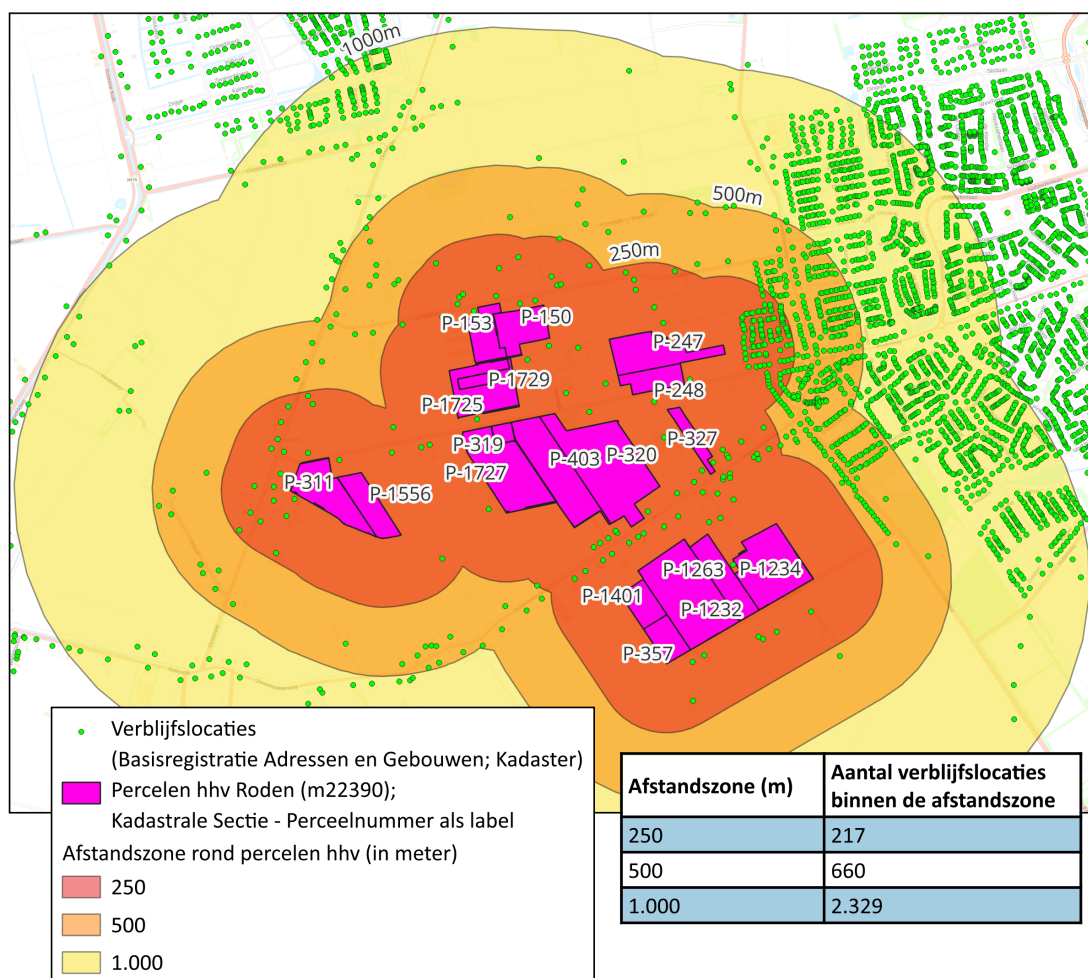 1000m
500m
250m
P-153
P-150
P-247
P-1729
P-248
P-1725
P-327
P-319
P-320
P-403
P-1727
P-311
P-1556
P-1263
P-1234
P-1401
P-1232
P-357
Verblijfslocaties
(Basisregistratie Adressen en Gebouwen; Kadaster)
Percelen hhv Roden (m22390);
Kadastrale Sectie - Perceelnummer als label
Afstandszone rond percelen hhv (in meter)
250
500
1.000
Afstandszone (m)
Aantal verblijfslocaties
binnen de afstandszone
250
217
500
660
1.000
2.329